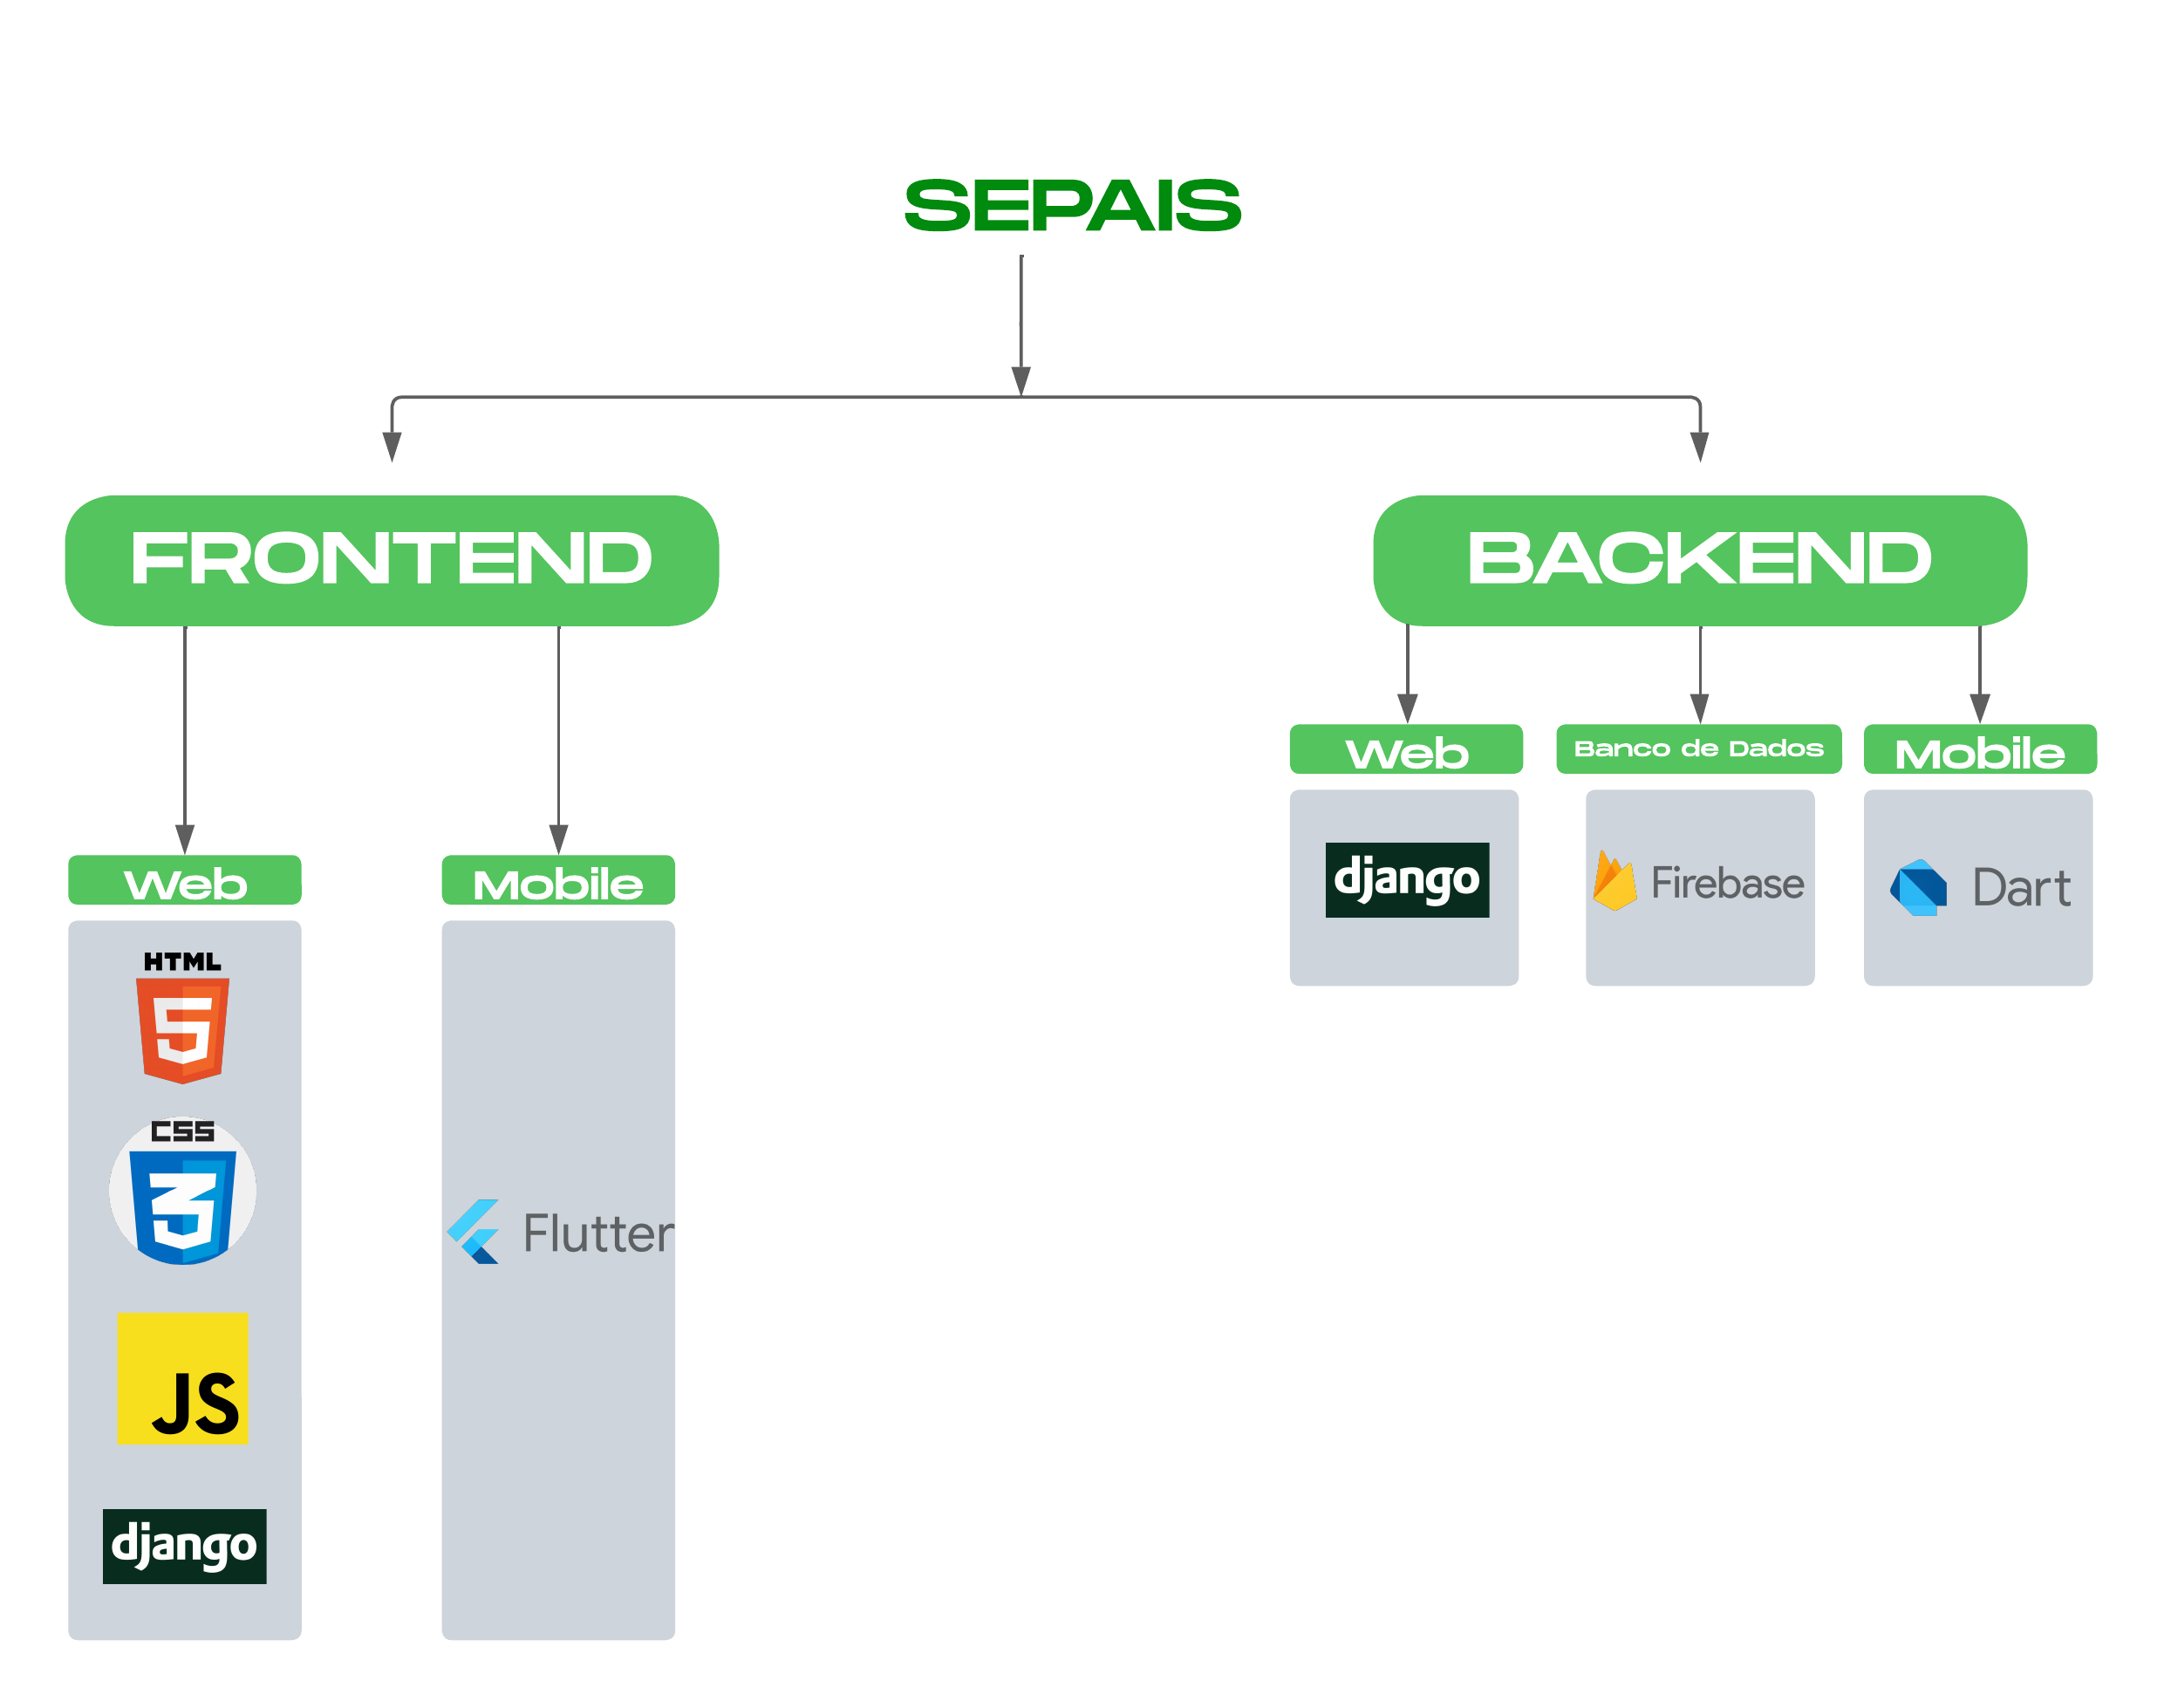 SEPAIS
FRONTEND
BACKEND
Web
Banco de Dados
Mobile
django
Firebase
Dart
Web
Mobile
HTML
5
CSS
3
Flutter
JS
django